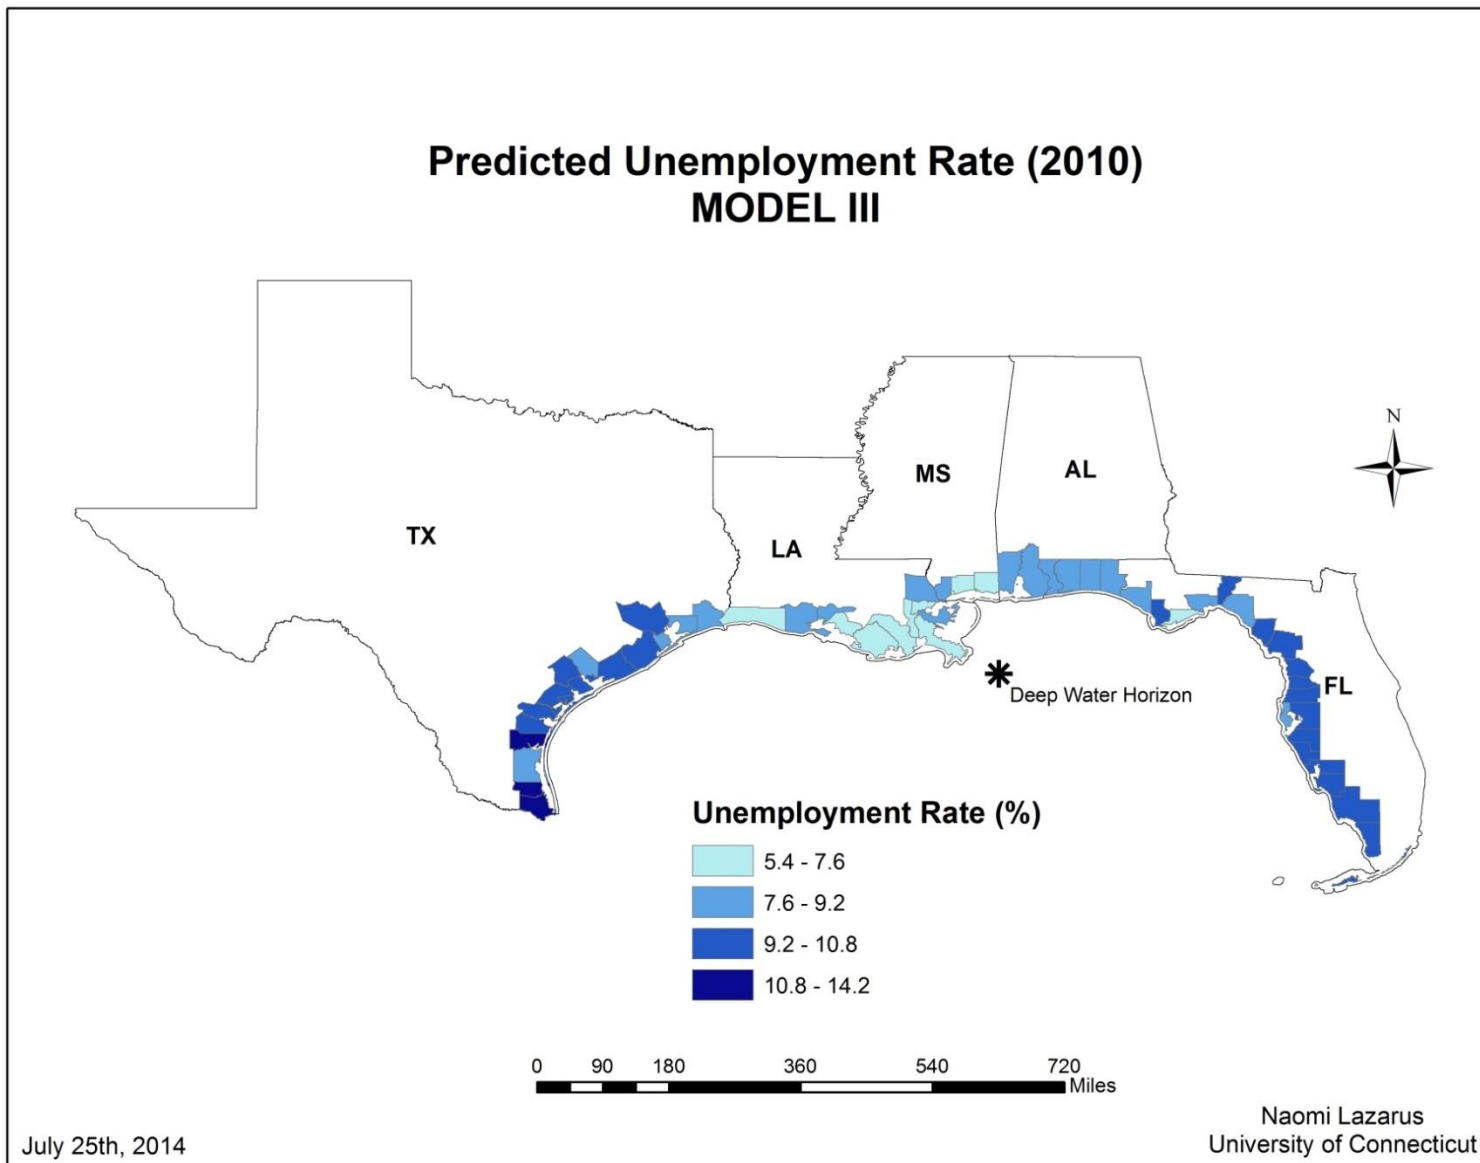 Predicted Unemployment Rate (2010)
MODEL III
N
MS
AL
TX
LA
FL
Deep Water Horizon
Unemployment Rate (%)
5.4 - 7.6
7.6 - 9.2
9.2 - 10.8
10.8 - 14.2
0 90 180 360 540 720
Miles
July 25th, 2014
Naomi Lazarus
University of Connecticut